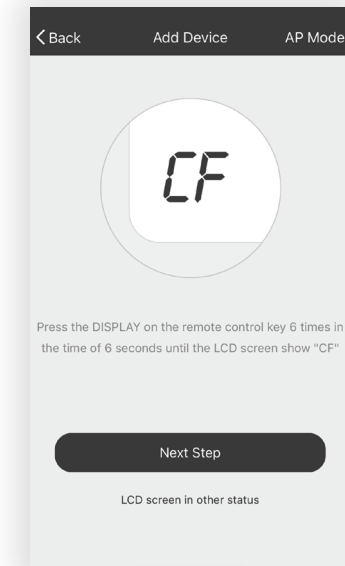 Back Add Device AP Mode
CF
Press the DISPLAY on the remote control key 6 times in
the time of 6 seconds until the LCD screen show "CF"
Next Step
LCD screen in other status